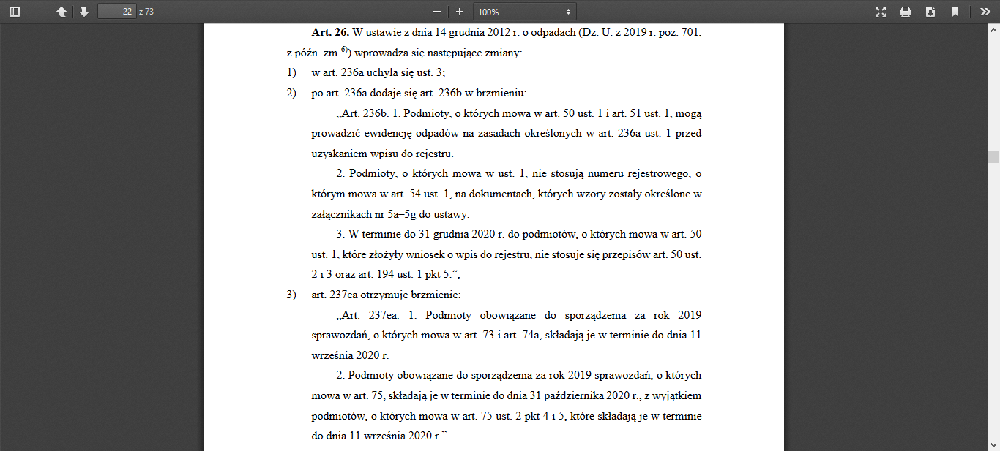 22 z 73
100%
Art. 26. W ustawie z dnia 14 grudnia 2012 r. o odpadach (Dz. U. z 2019 r. poz. 701,
z późn. zm.6)) wprowadza się następujące zmiany:
1) w art. 236a uchyla się ust. 3;
2) po art. 236a dodaje się art. 236b w brzmieniu:
„Art. 236b. 1. Podmioty, o których mowa w art. 50 ust. 1 i art. 51 ust. 1, mogą
prowadzić ewidencję odpadów na zasadach określonych w art. 236a ust. 1 przed
uzyskaniem wpisu do rejestru.
2. Podmioty, o których mowa w ust. 1, nie stosują numeru rejestrowego, o
którym mowa w art. 54 ust. 1, na dokumentach, których wzory zostały określone w
załącznikach nr 5a–5g do ustawy.
3. W terminie do 31 grudnia 2020 r. do podmiotów, o których mowa w art. 50
ust. 1, które złożyły wniosek o wpis do rejestru, nie stosuje się przepisów art. 50 ust.
2 i 3 oraz art. 194 ust. 1 pkt 5.”;
3) art. 237ea otrzymuje brzmienie:
„Art. 237ea. 1. Podmioty obowiązane do sporządzenia za rok 2019
sprawozdań, o których mowa w art. 73 i art. 74a, składają je w terminie do dnia 11
września 2020 r.
2. Podmioty obowiązane do sporządzenia za rok 2019 sprawozdań, o których
mowa w art. 75, składają je w terminie do dnia 31 października 2020 r., z wyjątkiem
podmiotów, o których mowa w art. 75 ust. 2 pkt 4 i 5, które składają je w terminie
do dnia 11 września 2020 r.”.